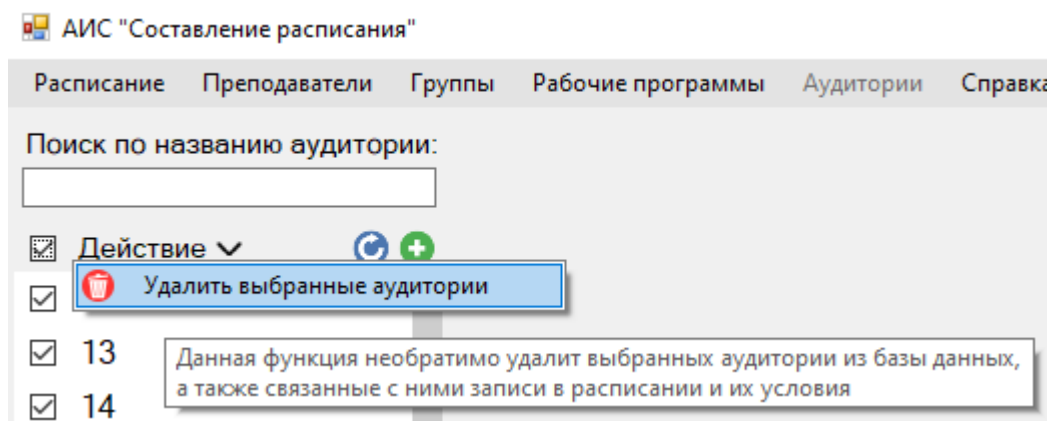 АИС "Составление расписания"
Расписание Преподаватели Группы Рабочие программы Аудитории Справка
Поиск по названию аудитории:
Действие
Удалить выбранные аудитории
13
Данная функция необратимо удалит выбранных аудитории из базы данных,
а также связанные с ними записи в расписании и их условия
14